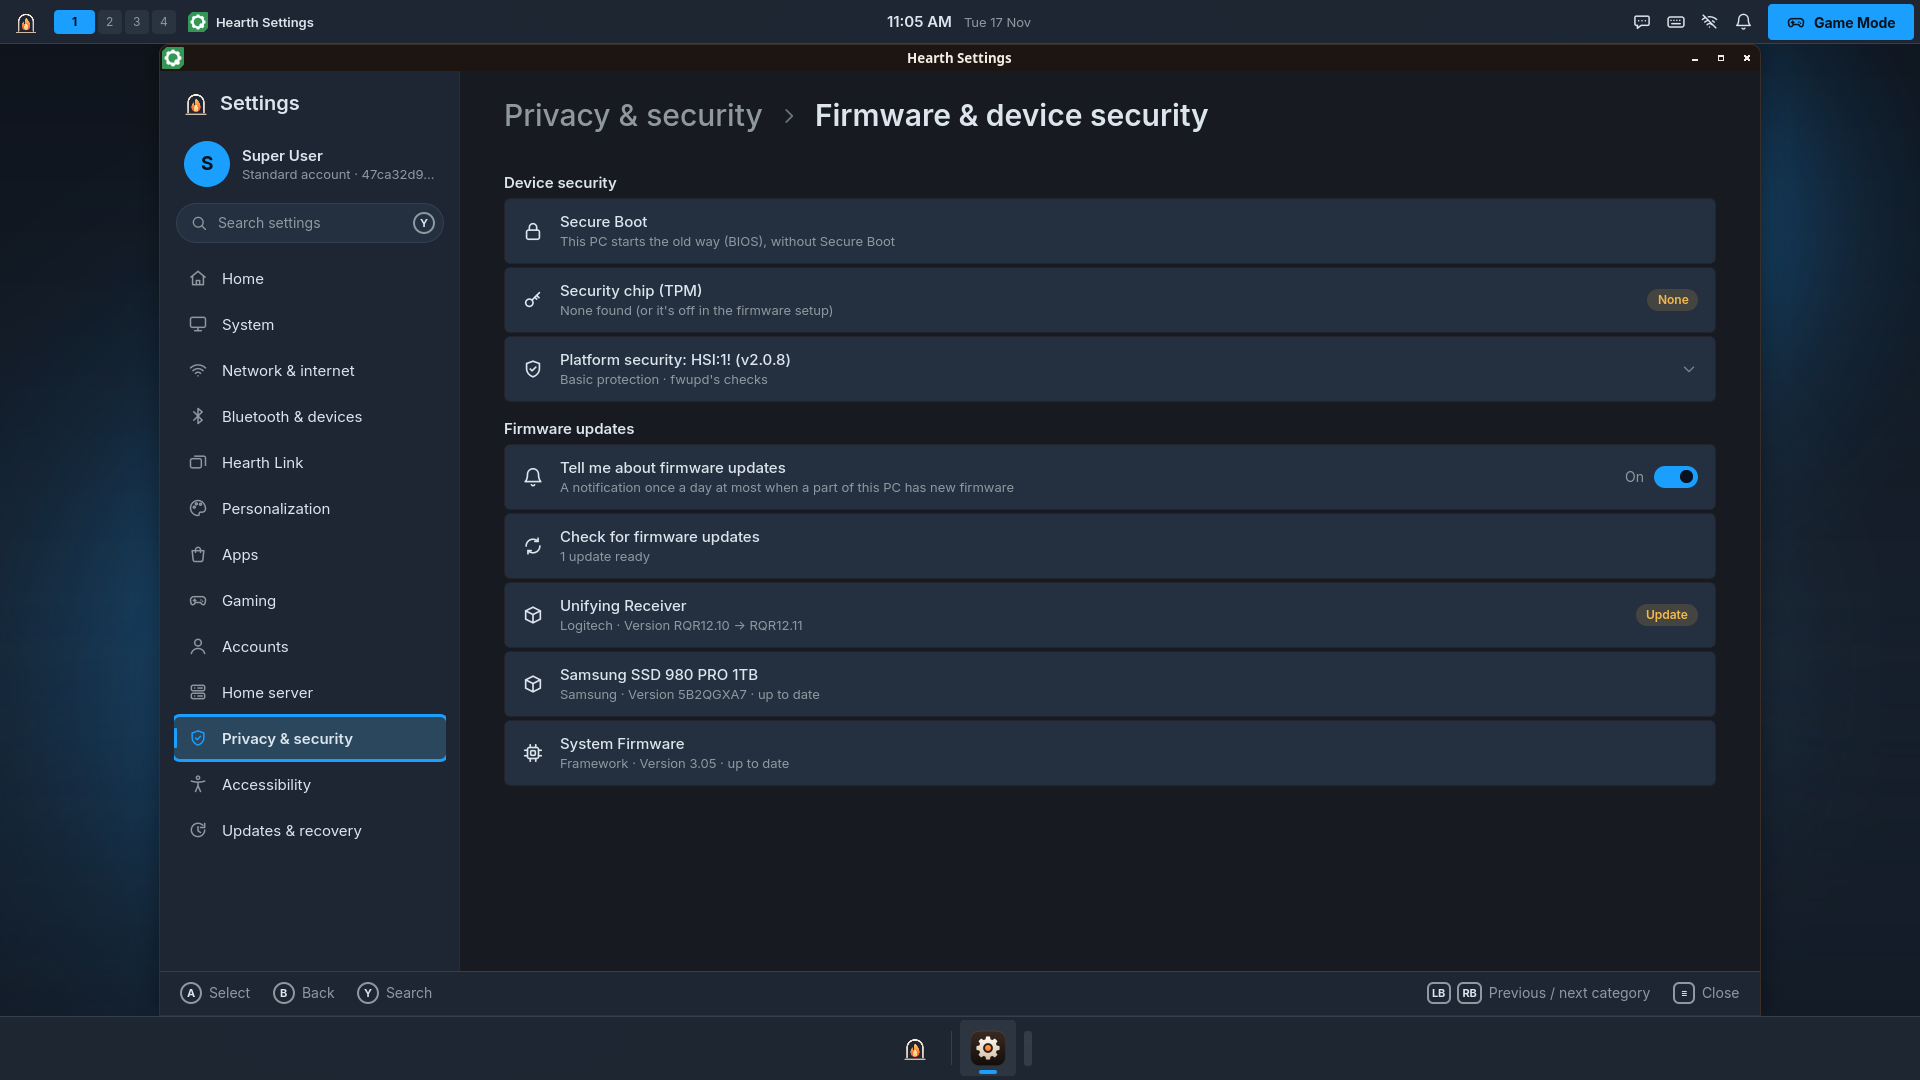 1
2
3
4
Hearth Settings
11:05 AM
Tue 17 Nov
Game Mode
Hearth Settings
Settings
S
Super User
Standard account · 47ca32d9...
Search settings
Y
Home
System
Network & internet
Bluetooth & devices
Hearth Link
Personalization
Apps
Gaming
Accounts
Home server
Privacy & security
Accessibility
Updates & recovery
Privacy & security
Firmware & device security
Device security
Secure Boot
This PC starts the old way (BIOS), without Secure Boot
Security chip (TPM)
None found (or it's off in the firmware setup)
None
Platform security: HSI:1! (v2.0.8)
Basic protection · fwupd's checks
Firmware updates
Tell me about firmware updates
A notification once a day at most when a part of this PC has new firmware
On
Check for firmware updates
1 update ready
Unifying Receiver
Logitech · Version RQR12.10 → RQR12.11
Update
Samsung SSD 980 PRO 1TB
Samsung · Version 5B2QGXA7 · up to date
System Firmware
Framework · Version 3.05 · up to date
A Select
B Back
Y Search
LB RB Previous / next category
Close